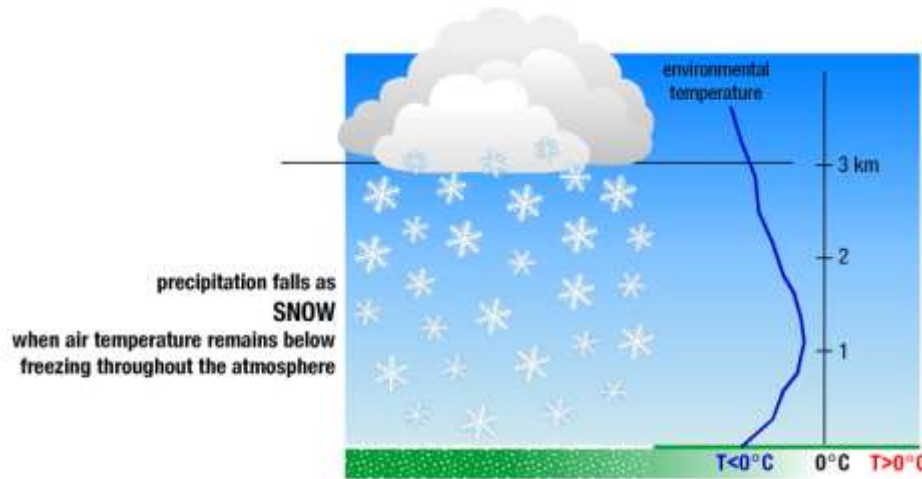 environmental
temperature
3 km
2
precipitation falls as
SNOW
when air temperature remains below
freezing throughout the atmosphere
1
T<0°C 0°C T>0°C